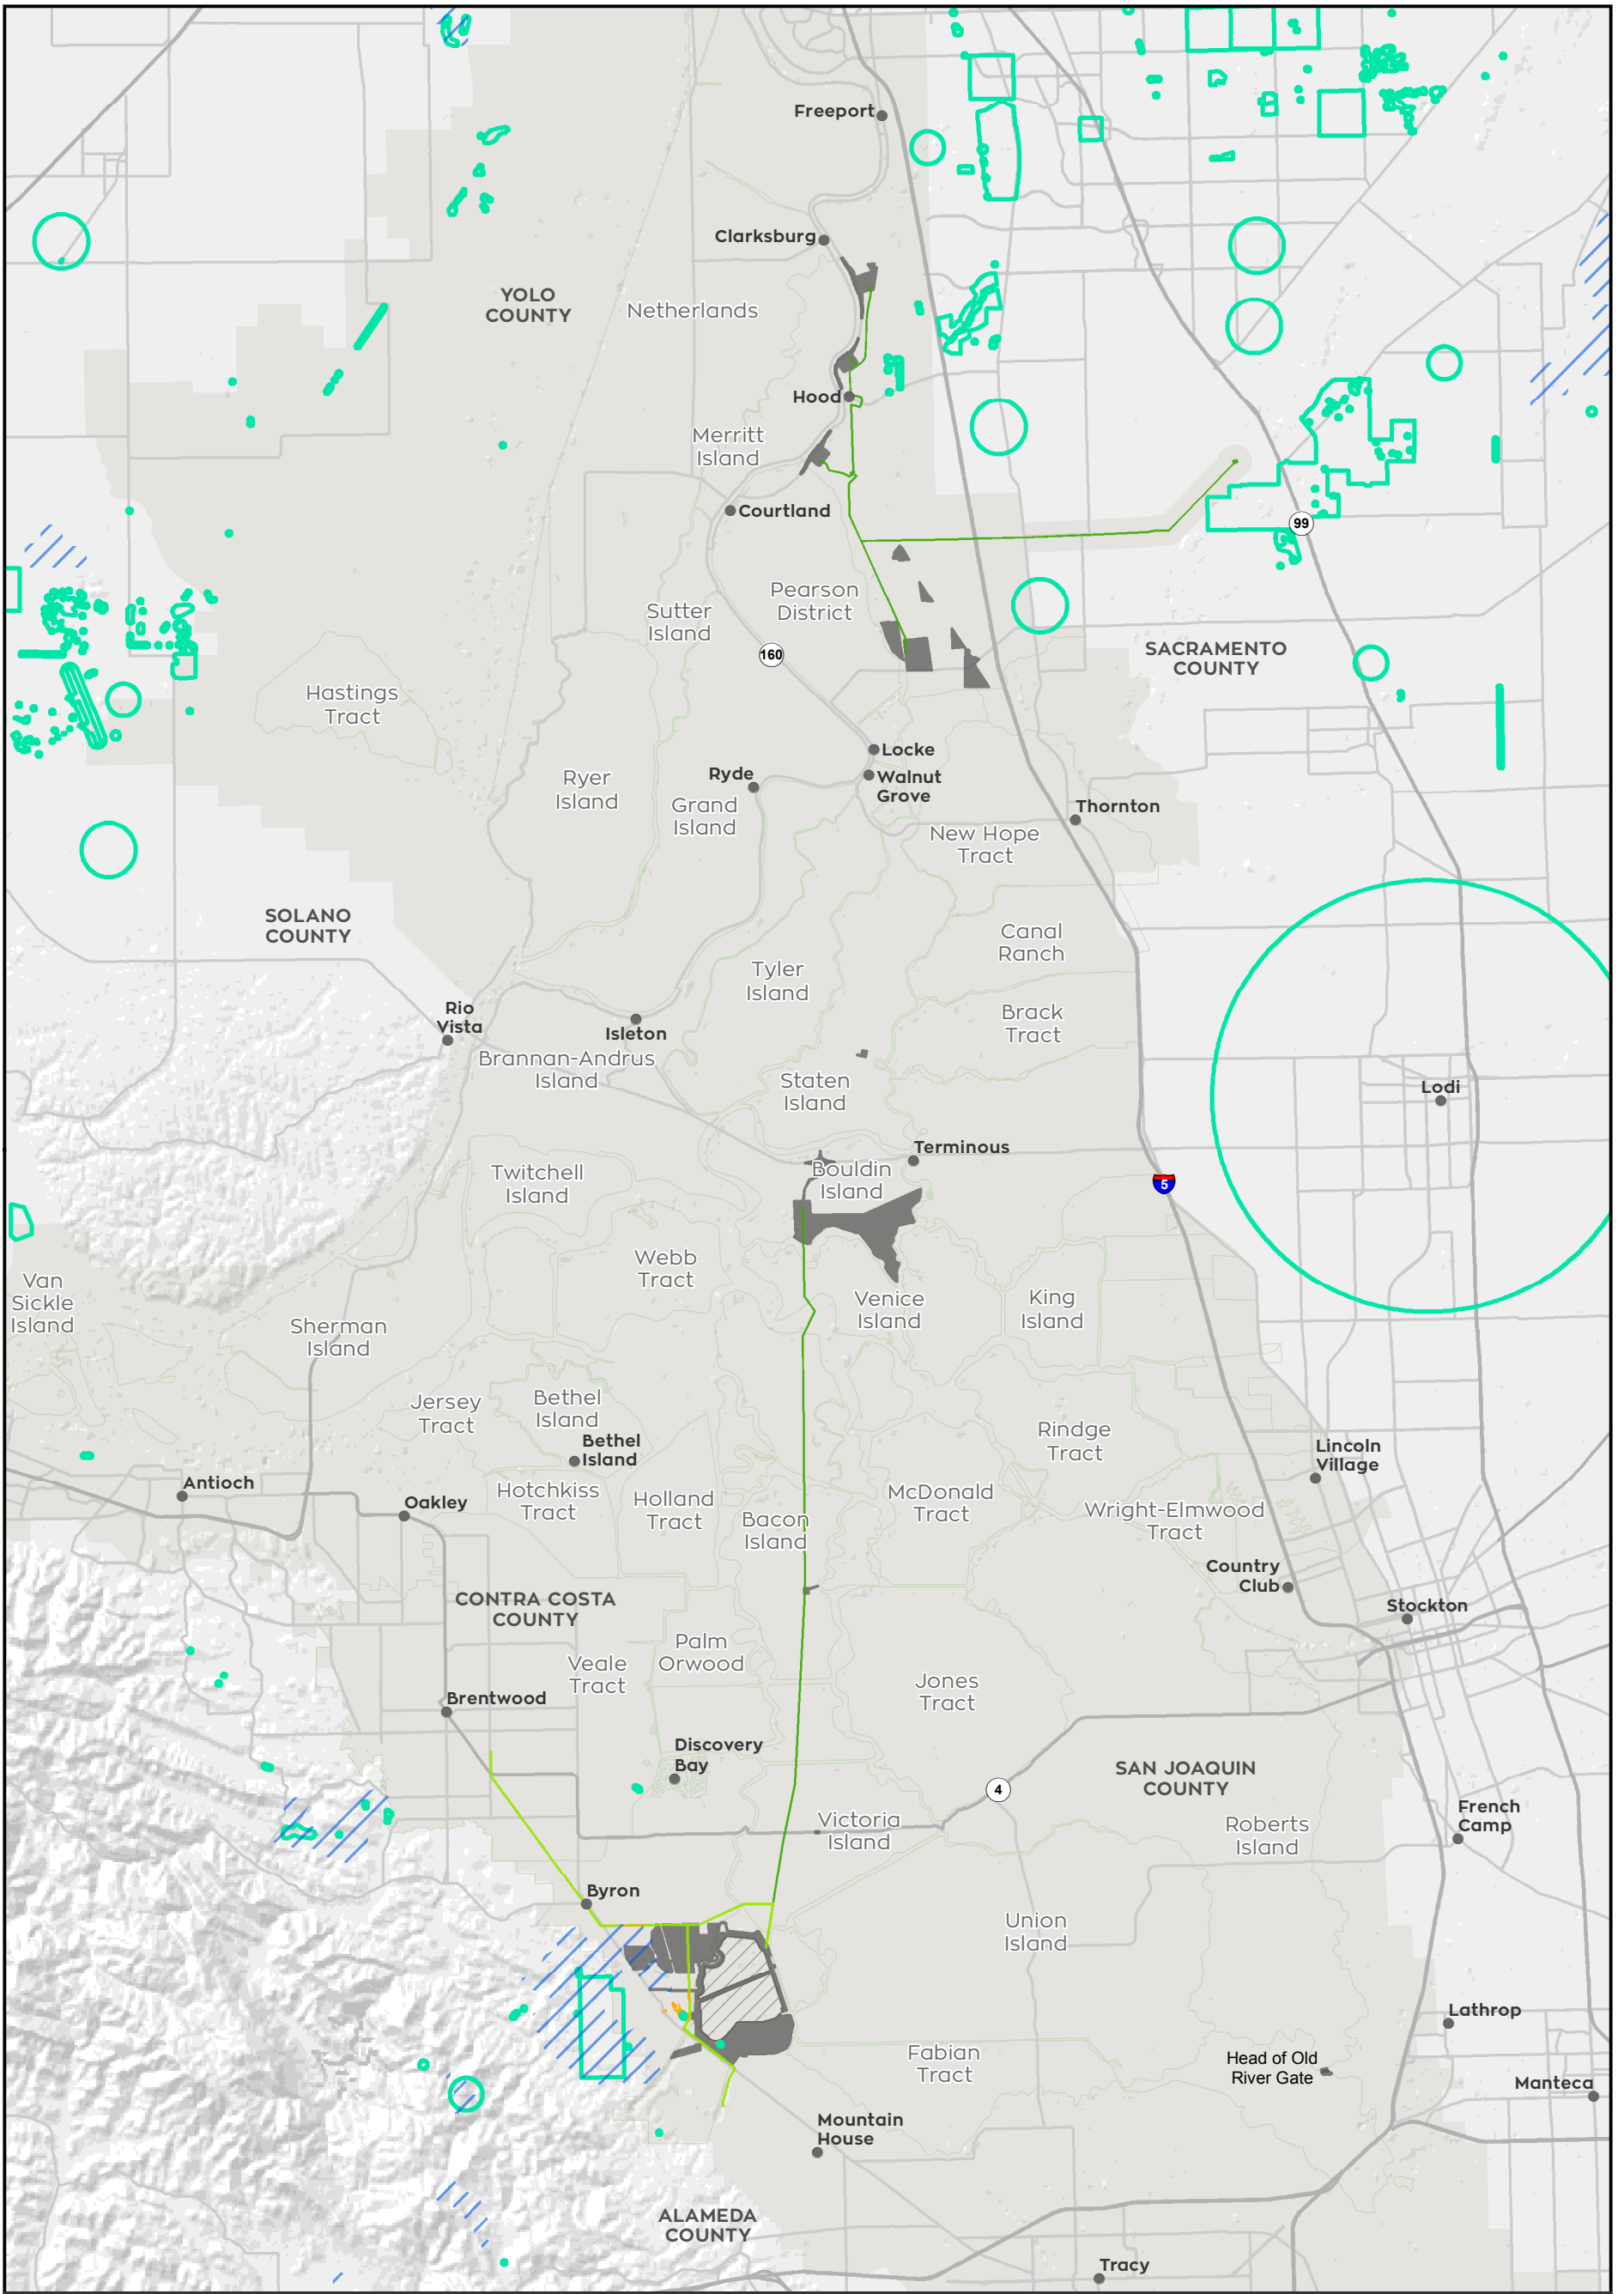 Freeport
Clarksburg
YOLO
COUNTY
Netherlands
Hood
Merritt
Island
Courtland
99
Pearson
District
Sutter
Island
160
SACRAMENTO
COUNTY
Hastings
Tract
Locke
Ryde
Walnut
Grove
Ryer
Island
Grand
Island
Thornton
New Hope
Tract
SOLANO
COUNTY
Canal
Ranch
Tyler
Island
Rio
Vista
Isleton
Brack
Tract
Brannan-Andrus
Island
Staten
Island
Lodi
Terminous
Twitchell
Island
Bouldin
Island
5
Webb
Tract
Van
Sickle
Island
Venice
Island
King
Island
Sherman
Island
Jersey
Tract
Bethel
Island
Bethel
Island
Rindge
Tract
Lincoln
Village
Antioch
Oakley
Hotchkiss
Tract
Holland
Tract
Bacon
Island
McDonald
Tract
Wright-Elmwood
Tract
Country
Club
CONTRA COSTA
COUNTY
Stockton
Palm
Orwood
Veale
Tract
Jones
Tract
Brentwood
Discovery
Bay
SAN JOAQUIN
COUNTY
4
Victoria
Island
Roberts
Island
French
Camp
Byron
Union
Island
Lathrop
Fabian
Tract
Head of Old
River Gate
Manteca
Mountain
House
ALAMEDA
COUNTY
Tracy